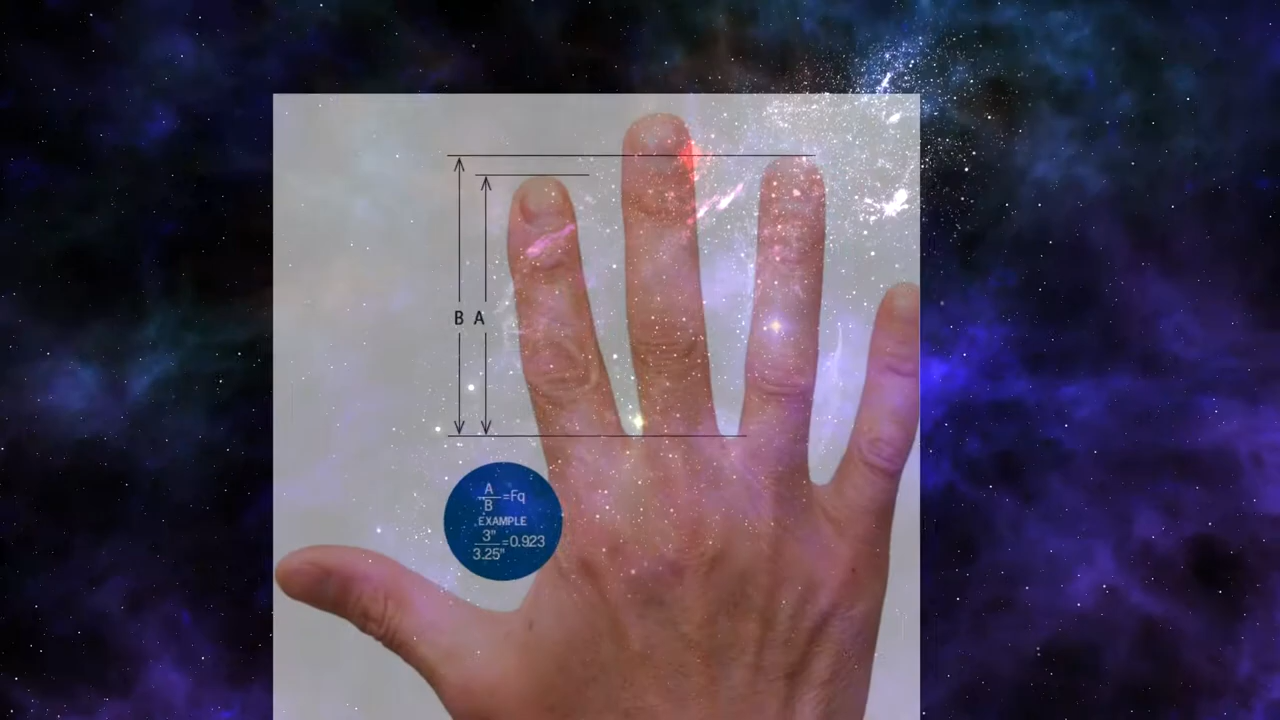 B A
A
B =Fq
EXAMPLE
3"
3.25" =0.923